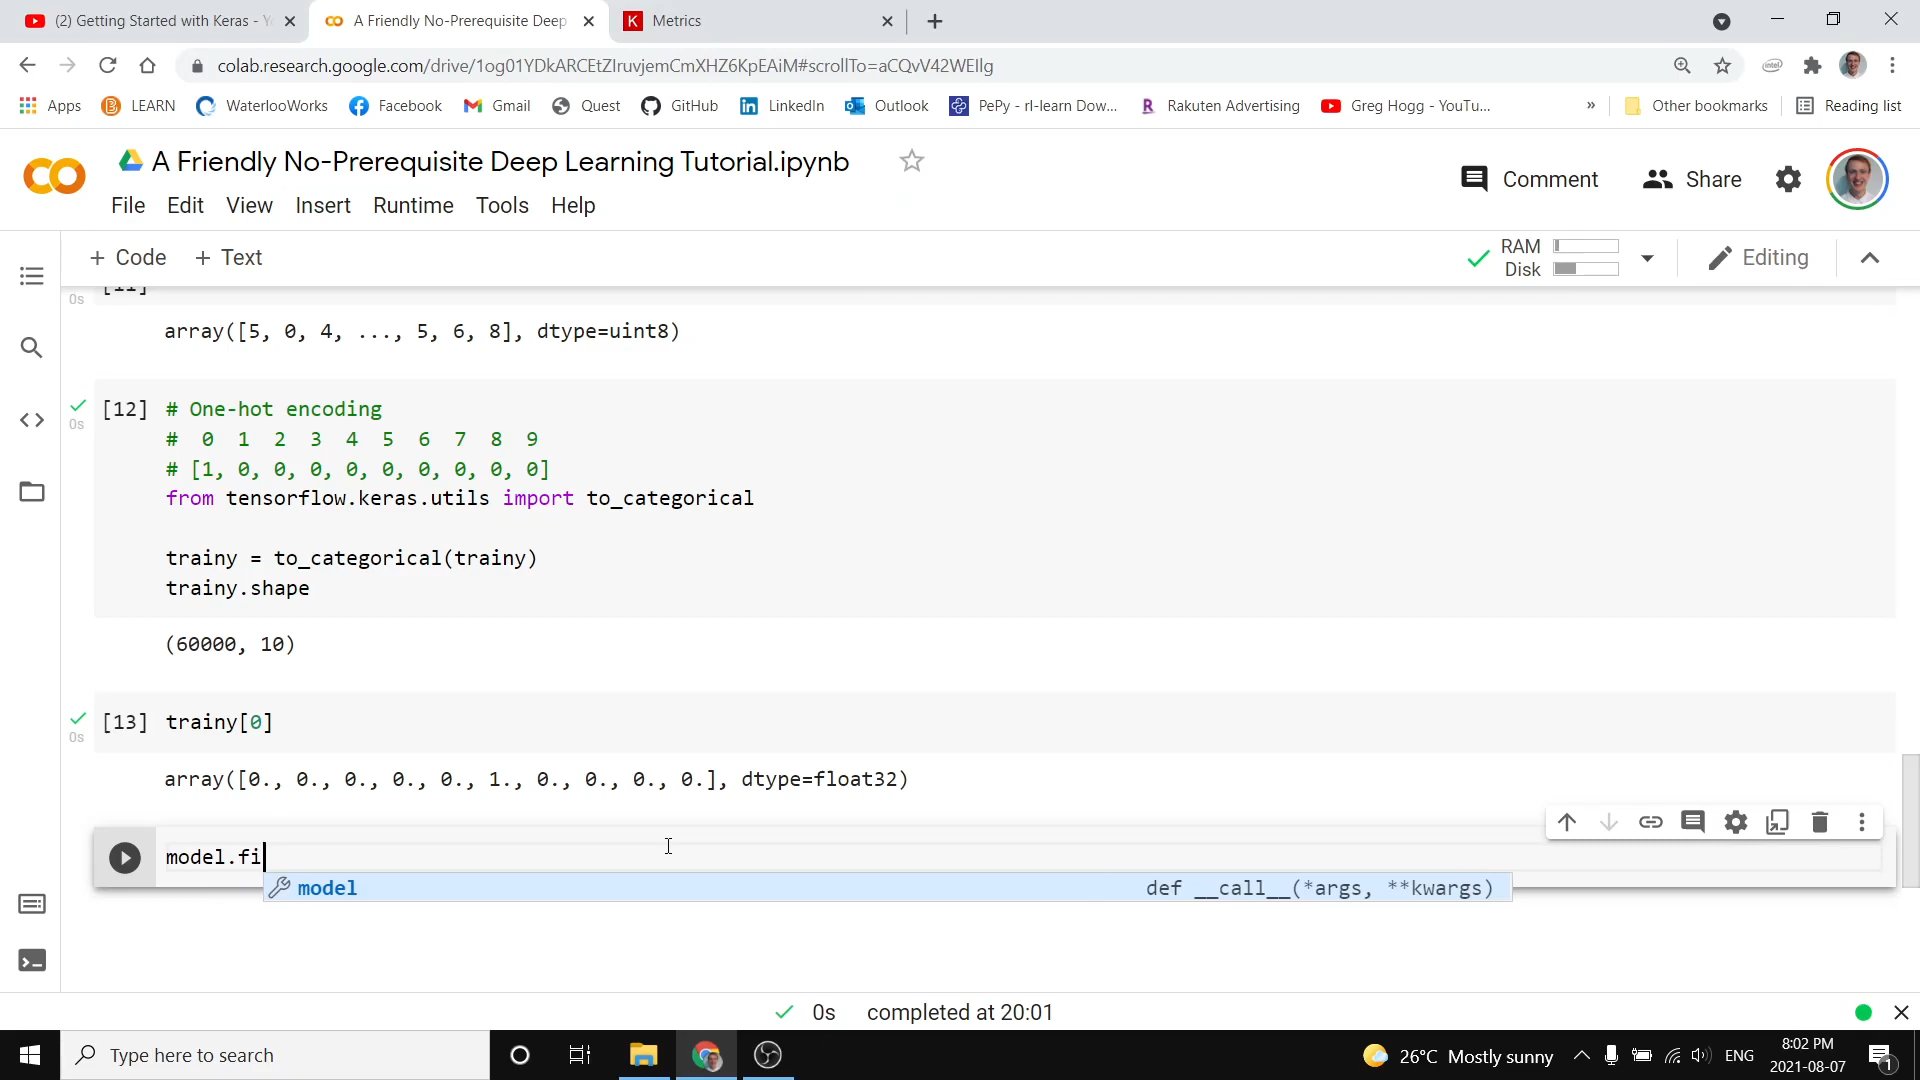 (2) Getting Started with Keras - Yo
A Friendly No-Prerequisite Deep
K Metrics
colab.research.google.com/drive/1og01YDkARCEtZIruvjemCmXHZ6KpEAiM#scrollTo=aCQvV42WEIlg
Apps
LEARN
WaterlooWorks
Facebook
Gmail
Quest
GitHub
LinkedIn
Outlook
PePy - rl-learn Dow...
Rakuten Advertising
Greg Hogg - YouTu...
»
Other bookmarks
Reading list
A Friendly No-Prerequisite Deep Learning Tutorial.ipynb
Comment
Share
File Edit View Insert Runtime Tools Help
+ Code + Text
RAM
Disk
Editing
[11]
0s
array([5, 0, 4, ..., 5, 6, 8], dtype=uint8)
[12] # One-hot encoding
0s
#  0  1  2  3  4  5  6  7  8  9
# [1, 0, 0, 0, 0, 0, 0, 0, 0, 0]
from tensorflow.keras.utils import to_categorical
trainy = to_categorical(trainy)
trainy.shape
(60000, 10)
[13] trainy[0]
0s
array([0., 0., 0., 0., 0., 1., 0., 0., 0., 0.], dtype=float32)
model.fi
model def __call__(*args, **kwargs)
0s completed at 20:01
Type here to search
26°C Mostly sunny
ENG
8:02 PM
2021-08-07
1